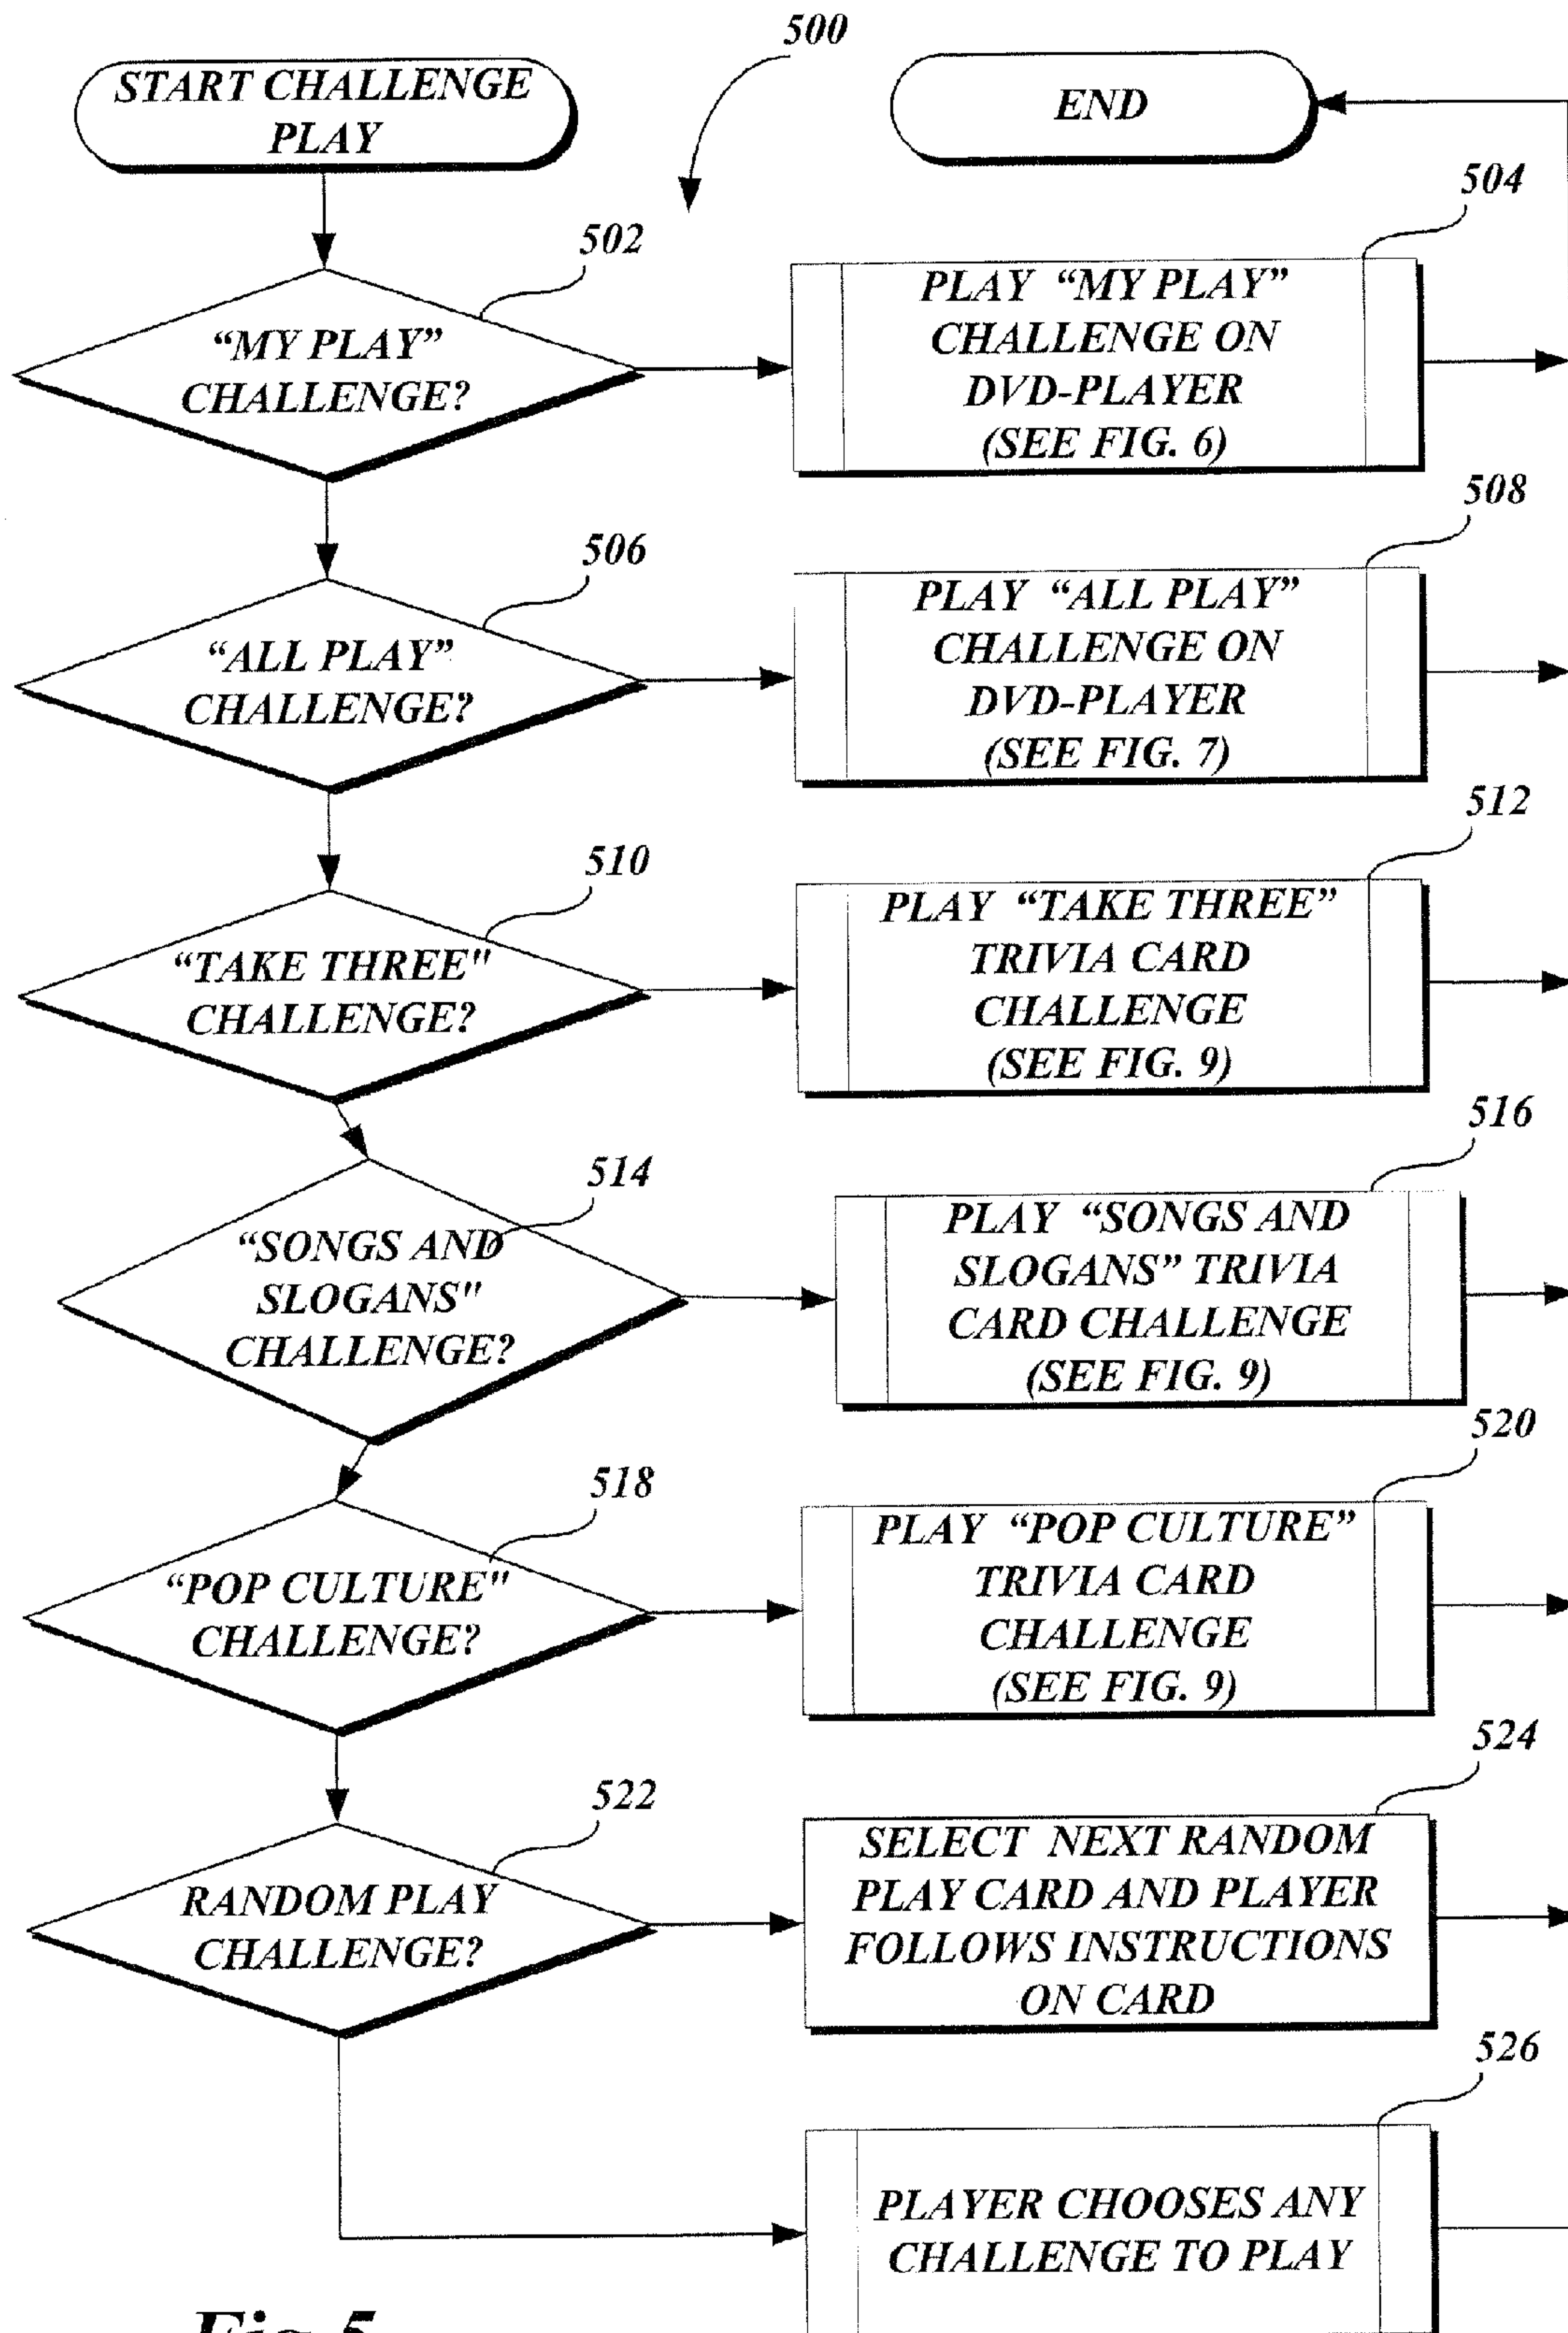 500
START CHALLENGE
PLAY
END
502
"MY PLAY"
CHALLENGE?
504
PLAY "MY PLAY"
CHALLENGE ON
DVD-PLAYER
(SEE FIG. 6)
506
"ALL PLAY"
CHALLENGE?
508
PLAY "ALL PLAY"
CHALLENGE ON
DVD-PLAYER
(SEE FIG. 7)
510
"TAKE THREE"
CHALLENGE?
512
PLAY "TAKE THREE"
TRIVIA CARD
CHALLENGE
(SEE FIG. 9)
514
"SONGS AND
SLOGANS"
CHALLENGE?
516
PLAY "SONGS AND
SLOGANS" TRIVIA
CARD CHALLENGE
(SEE FIG. 9)
518
"POP CULTURE"
CHALLENGE?
520
PLAY "POP CULTURE"
TRIVIA CARD
CHALLENGE
(SEE FIG. 9)
522
RANDOM PLAY
CHALLENGE?
524
SELECT NEXT RANDOM
PLAY CARD AND PLAYER
FOLLOWS INSTRUCTIONS
ON CARD
526
PLAYER CHOOSES ANY
CHALLENGE TO PLAY
Fig.5